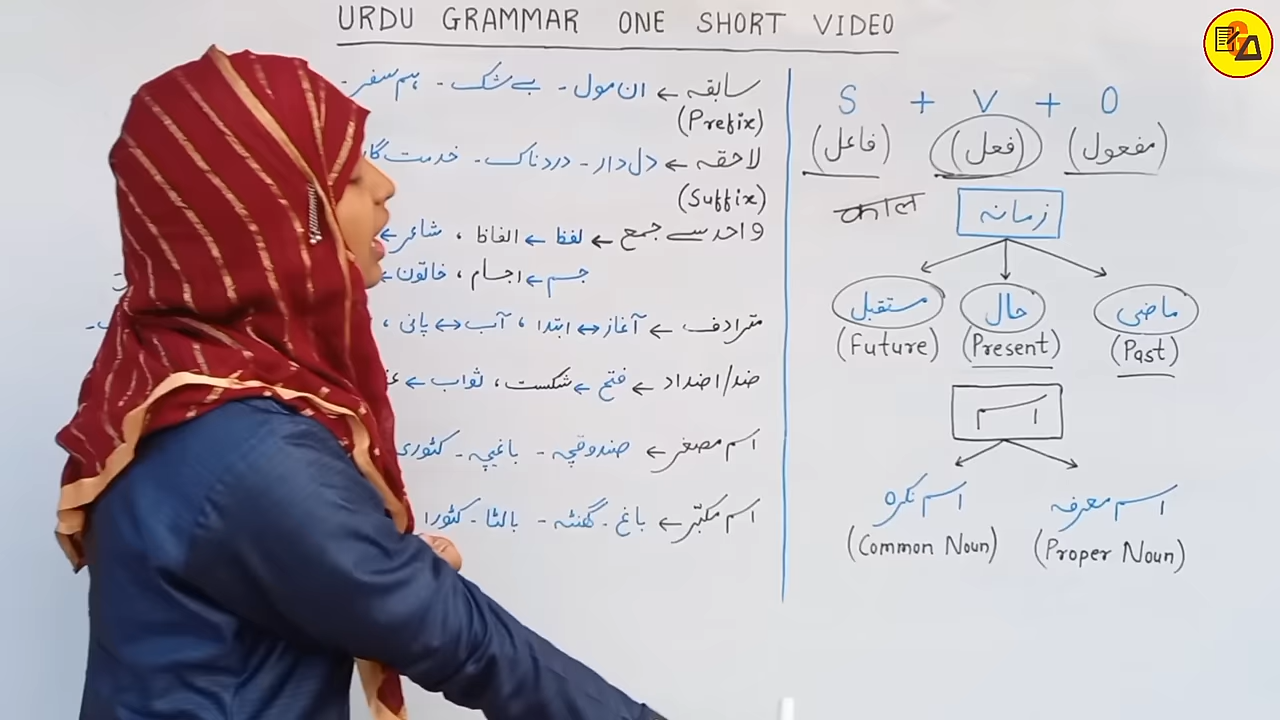 URDU GRAMMAR ONE SHORT VIDEO
سابقہ ← ان مول - بے شک - ہم سفر -
(Prefix)
لاحقہ ← دل دار - درد ناک - خدمت گا
(Suffix)
واحد سے جمع ← لفظ ← الفاظ ، شاعر ←
جسم ← اجسام ، خاتون ←
مترادف ← آغاز ↔ ابتدا ، آب ↔ پانی ،
ضد/اضداد ← فتح ← شکست ، ثواب ←
اسم مصغر ← صندوقچہ - باغیچہ - کٹوری
اسم مکبّر ← باغ - گھنٹہ - بالٹا - کٹورا
S + V + O
(فاعل) (فعل) (مفعول)
काल زمانہ
مستقبل حال ماضی
(Future) (Present) (Past)
اسم
اسم نکرہ اسم معرفہ
(Common Noun) (Proper Noun)